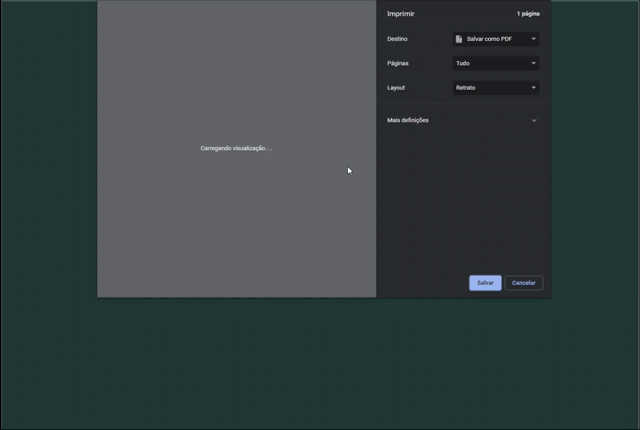 Imprimir 1 página
Destino Salvar como PDF
Páginas Tudo
Layout Retrato
Mais definições
Carregando visualização...
Salvar Cancelar